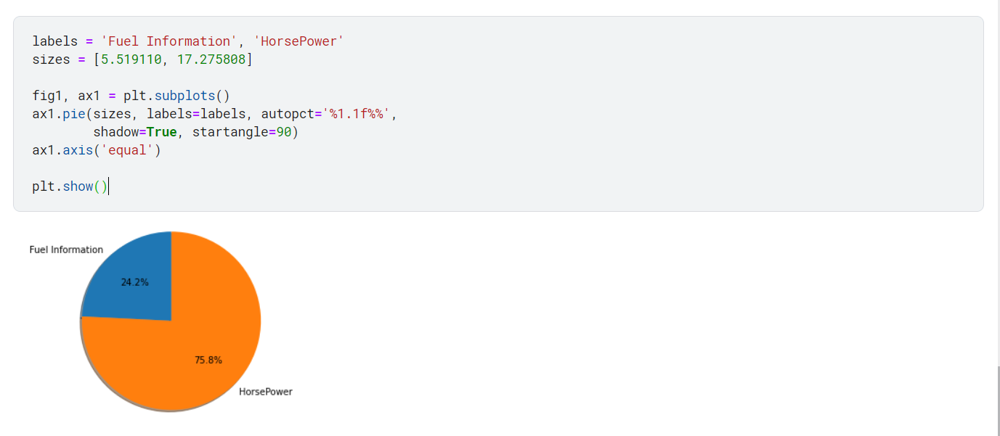 labels = 'Fuel Information', 'HorsePower'
sizes = [5.519110, 17.275808]
fig1, ax1 = plt.subplots()
ax1.pie(sizes, labels=labels, autopct='%1.1f%%',
        shadow=True, startangle=90)
ax1.axis('equal')
plt.show()
Fuel Information
24.2%
75.8%
HorsePower